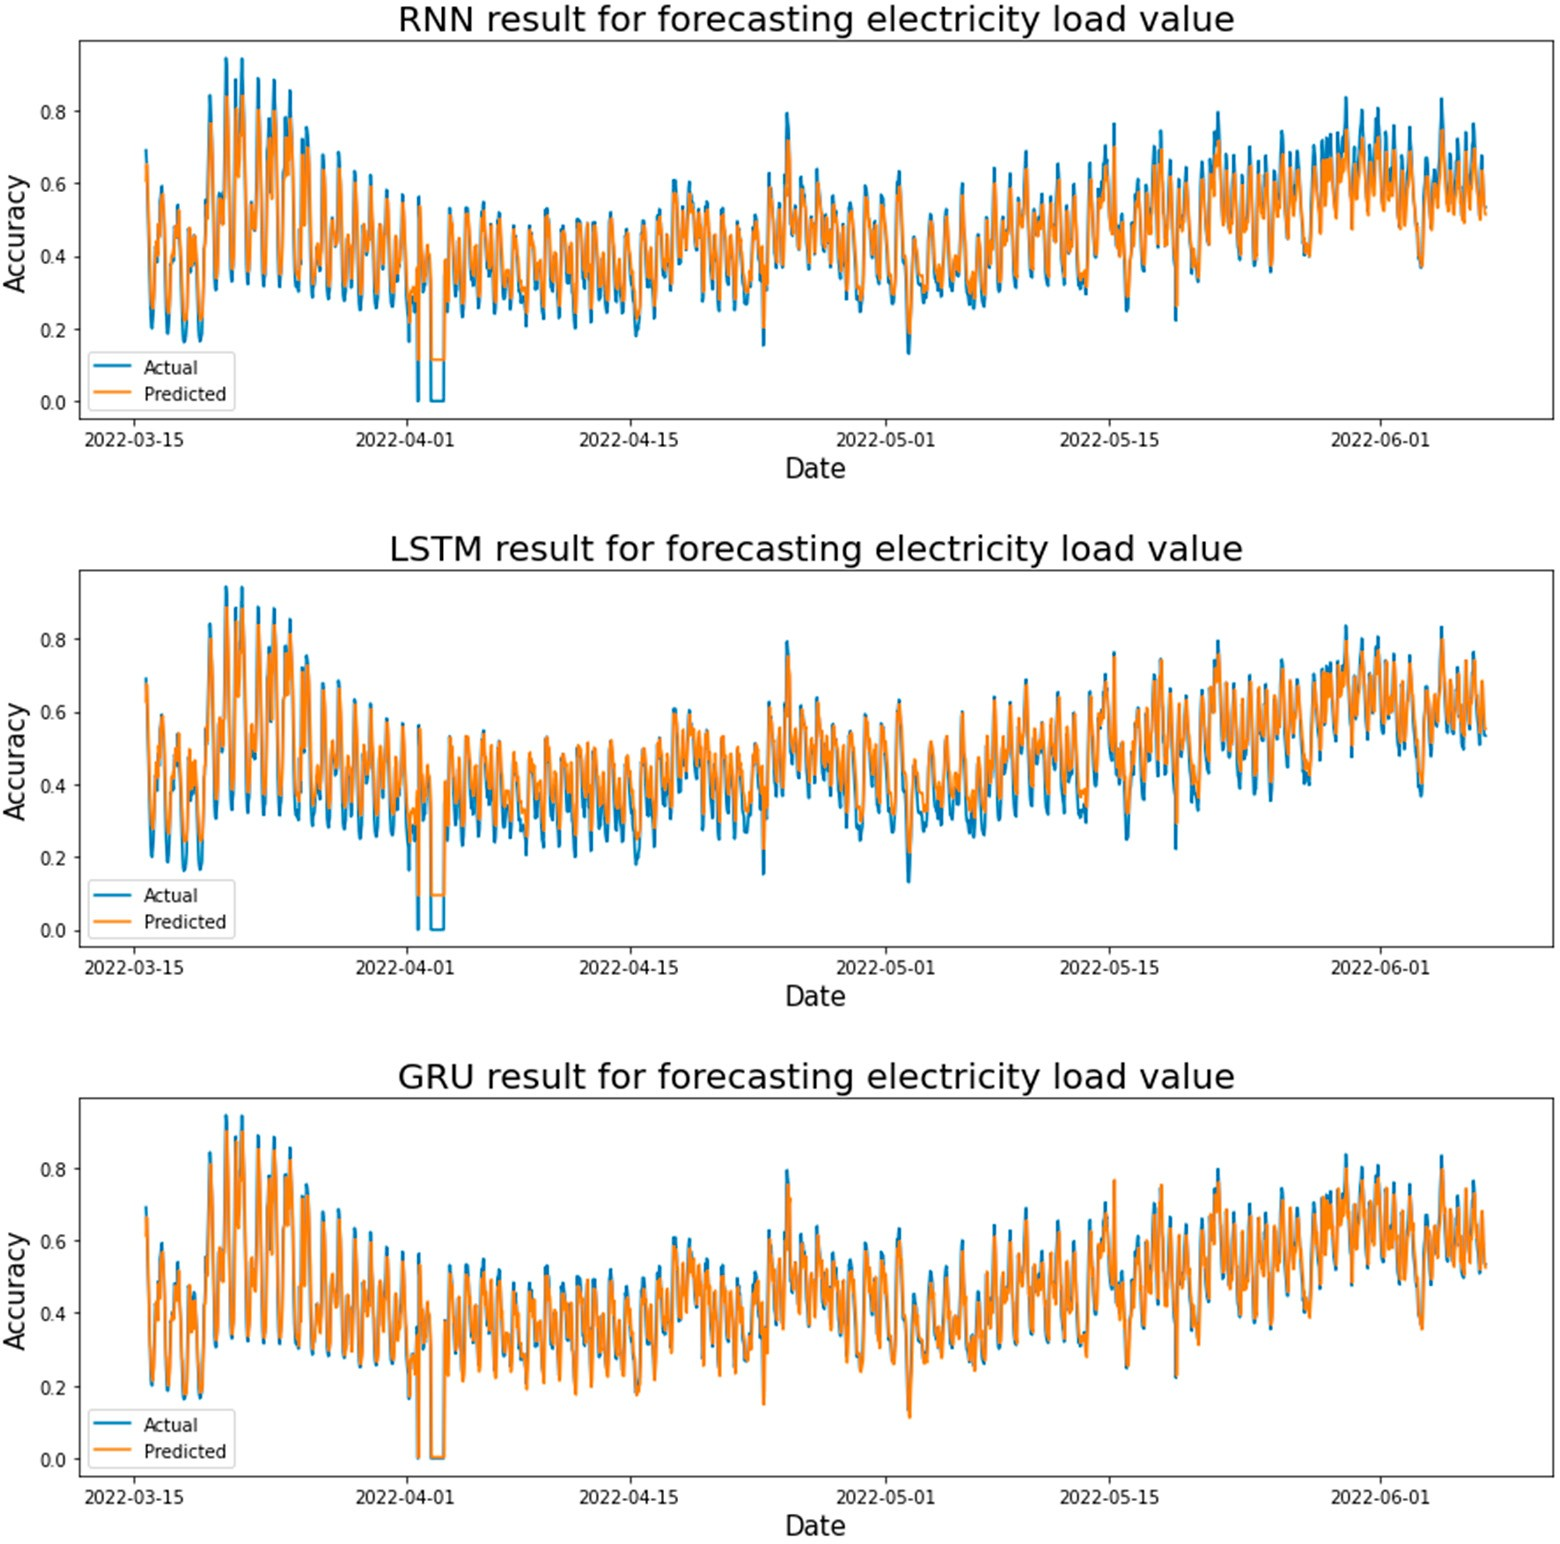 RNN result for forecasting electricity load value
Accuracy
0.8
0.6
0.4
0.2
0.0
Actual
Predicted
2022-03-15 2022-04-01 2022-04-15 2022-05-01 2022-05-15 2022-06-01
Date
LSTM result for forecasting electricity load value
Accuracy
0.8
0.6
0.4
0.2
0.0
Actual
Predicted
2022-03-15 2022-04-01 2022-04-15 2022-05-01 2022-05-15 2022-06-01
Date
GRU result for forecasting electricity load value
Accuracy
0.8
0.6
0.4
0.2
0.0
Actual
Predicted
2022-03-15 2022-04-01 2022-04-15 2022-05-01 2022-05-15 2022-06-01
Date